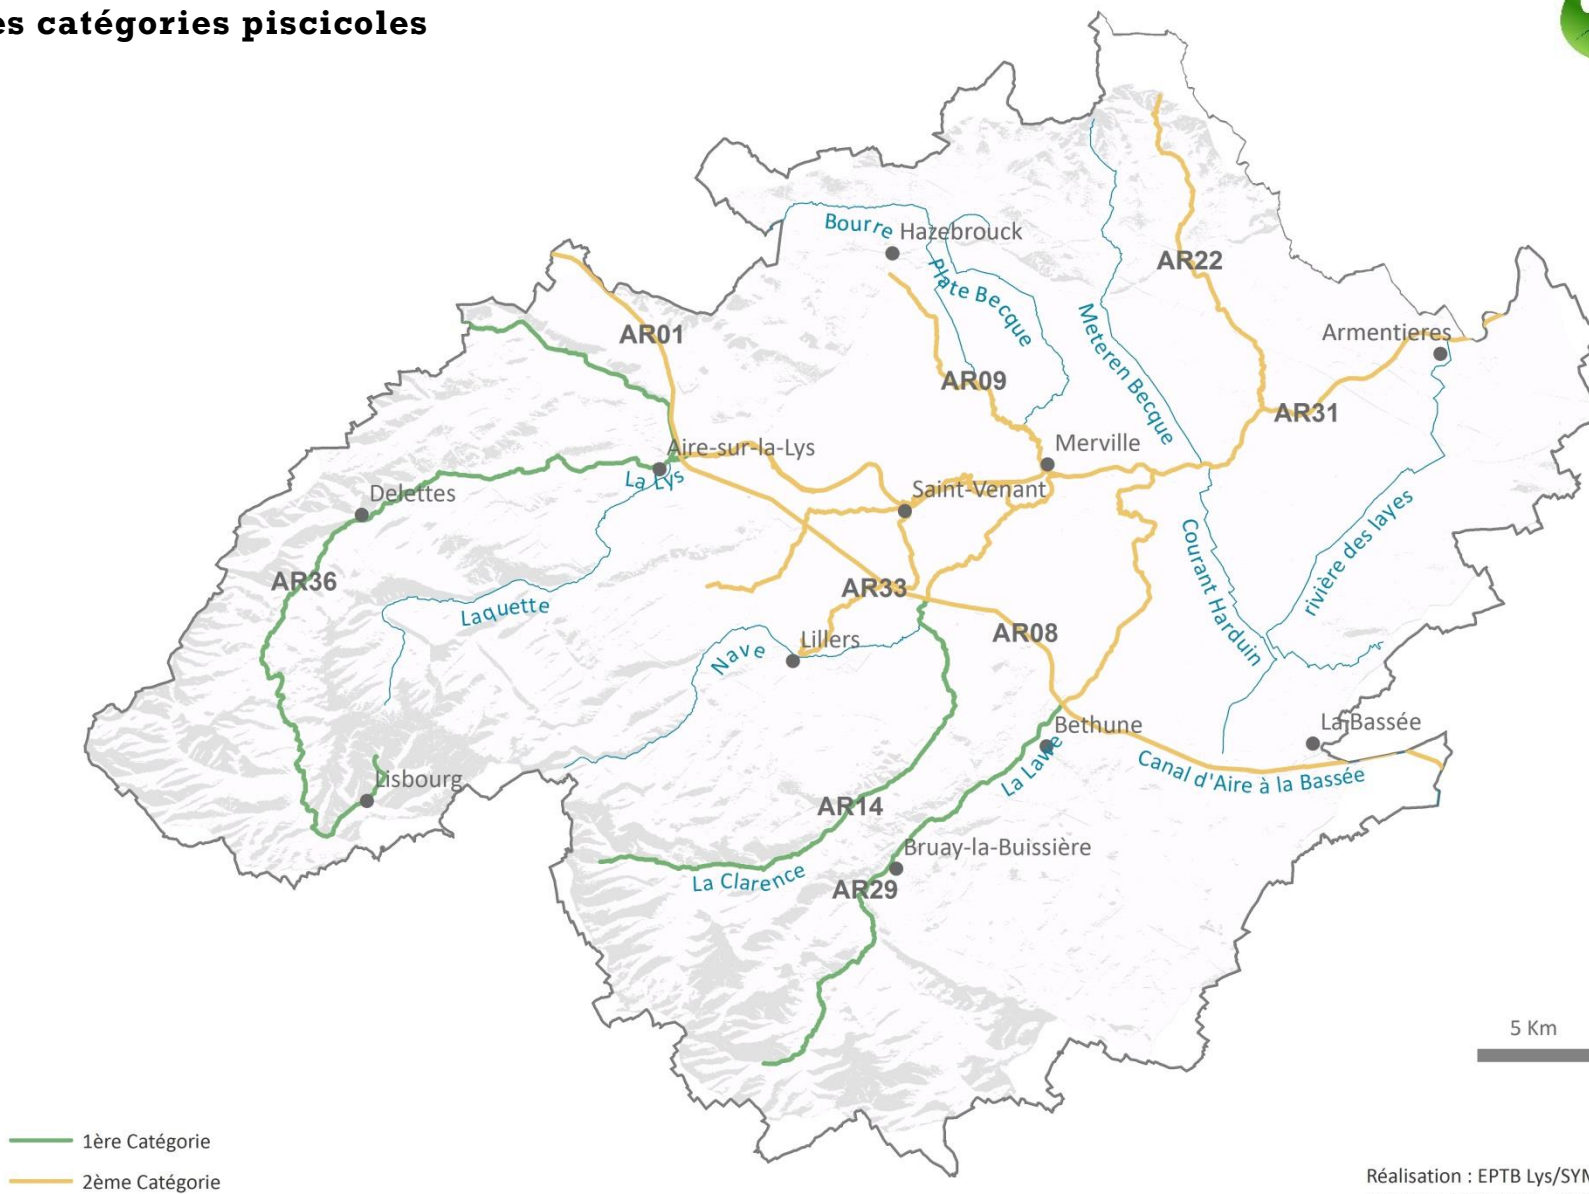 es catégories piscicoles
Bourre
Hazebrouck
Plate Becque
AR22
AR01
Meteren Becque
Armentieres
AR09
AR31
Aire-sur-la-Lys
Merville
La Lys
Delettes
Saint-Venant
Courant Harduin
rivière des layes
AR36
AR33
Laquette
AR08
Lillers
Nave
Bethune
La Bassée
La Lawe
Canal d'Aire à la Bassée
Lisbourg
AR14
Bruay-la-Buissière
La Clarence
AR29
5 Km
1ère Catégorie
2ème Catégorie
Réalisation : EPTB Lys/SYM